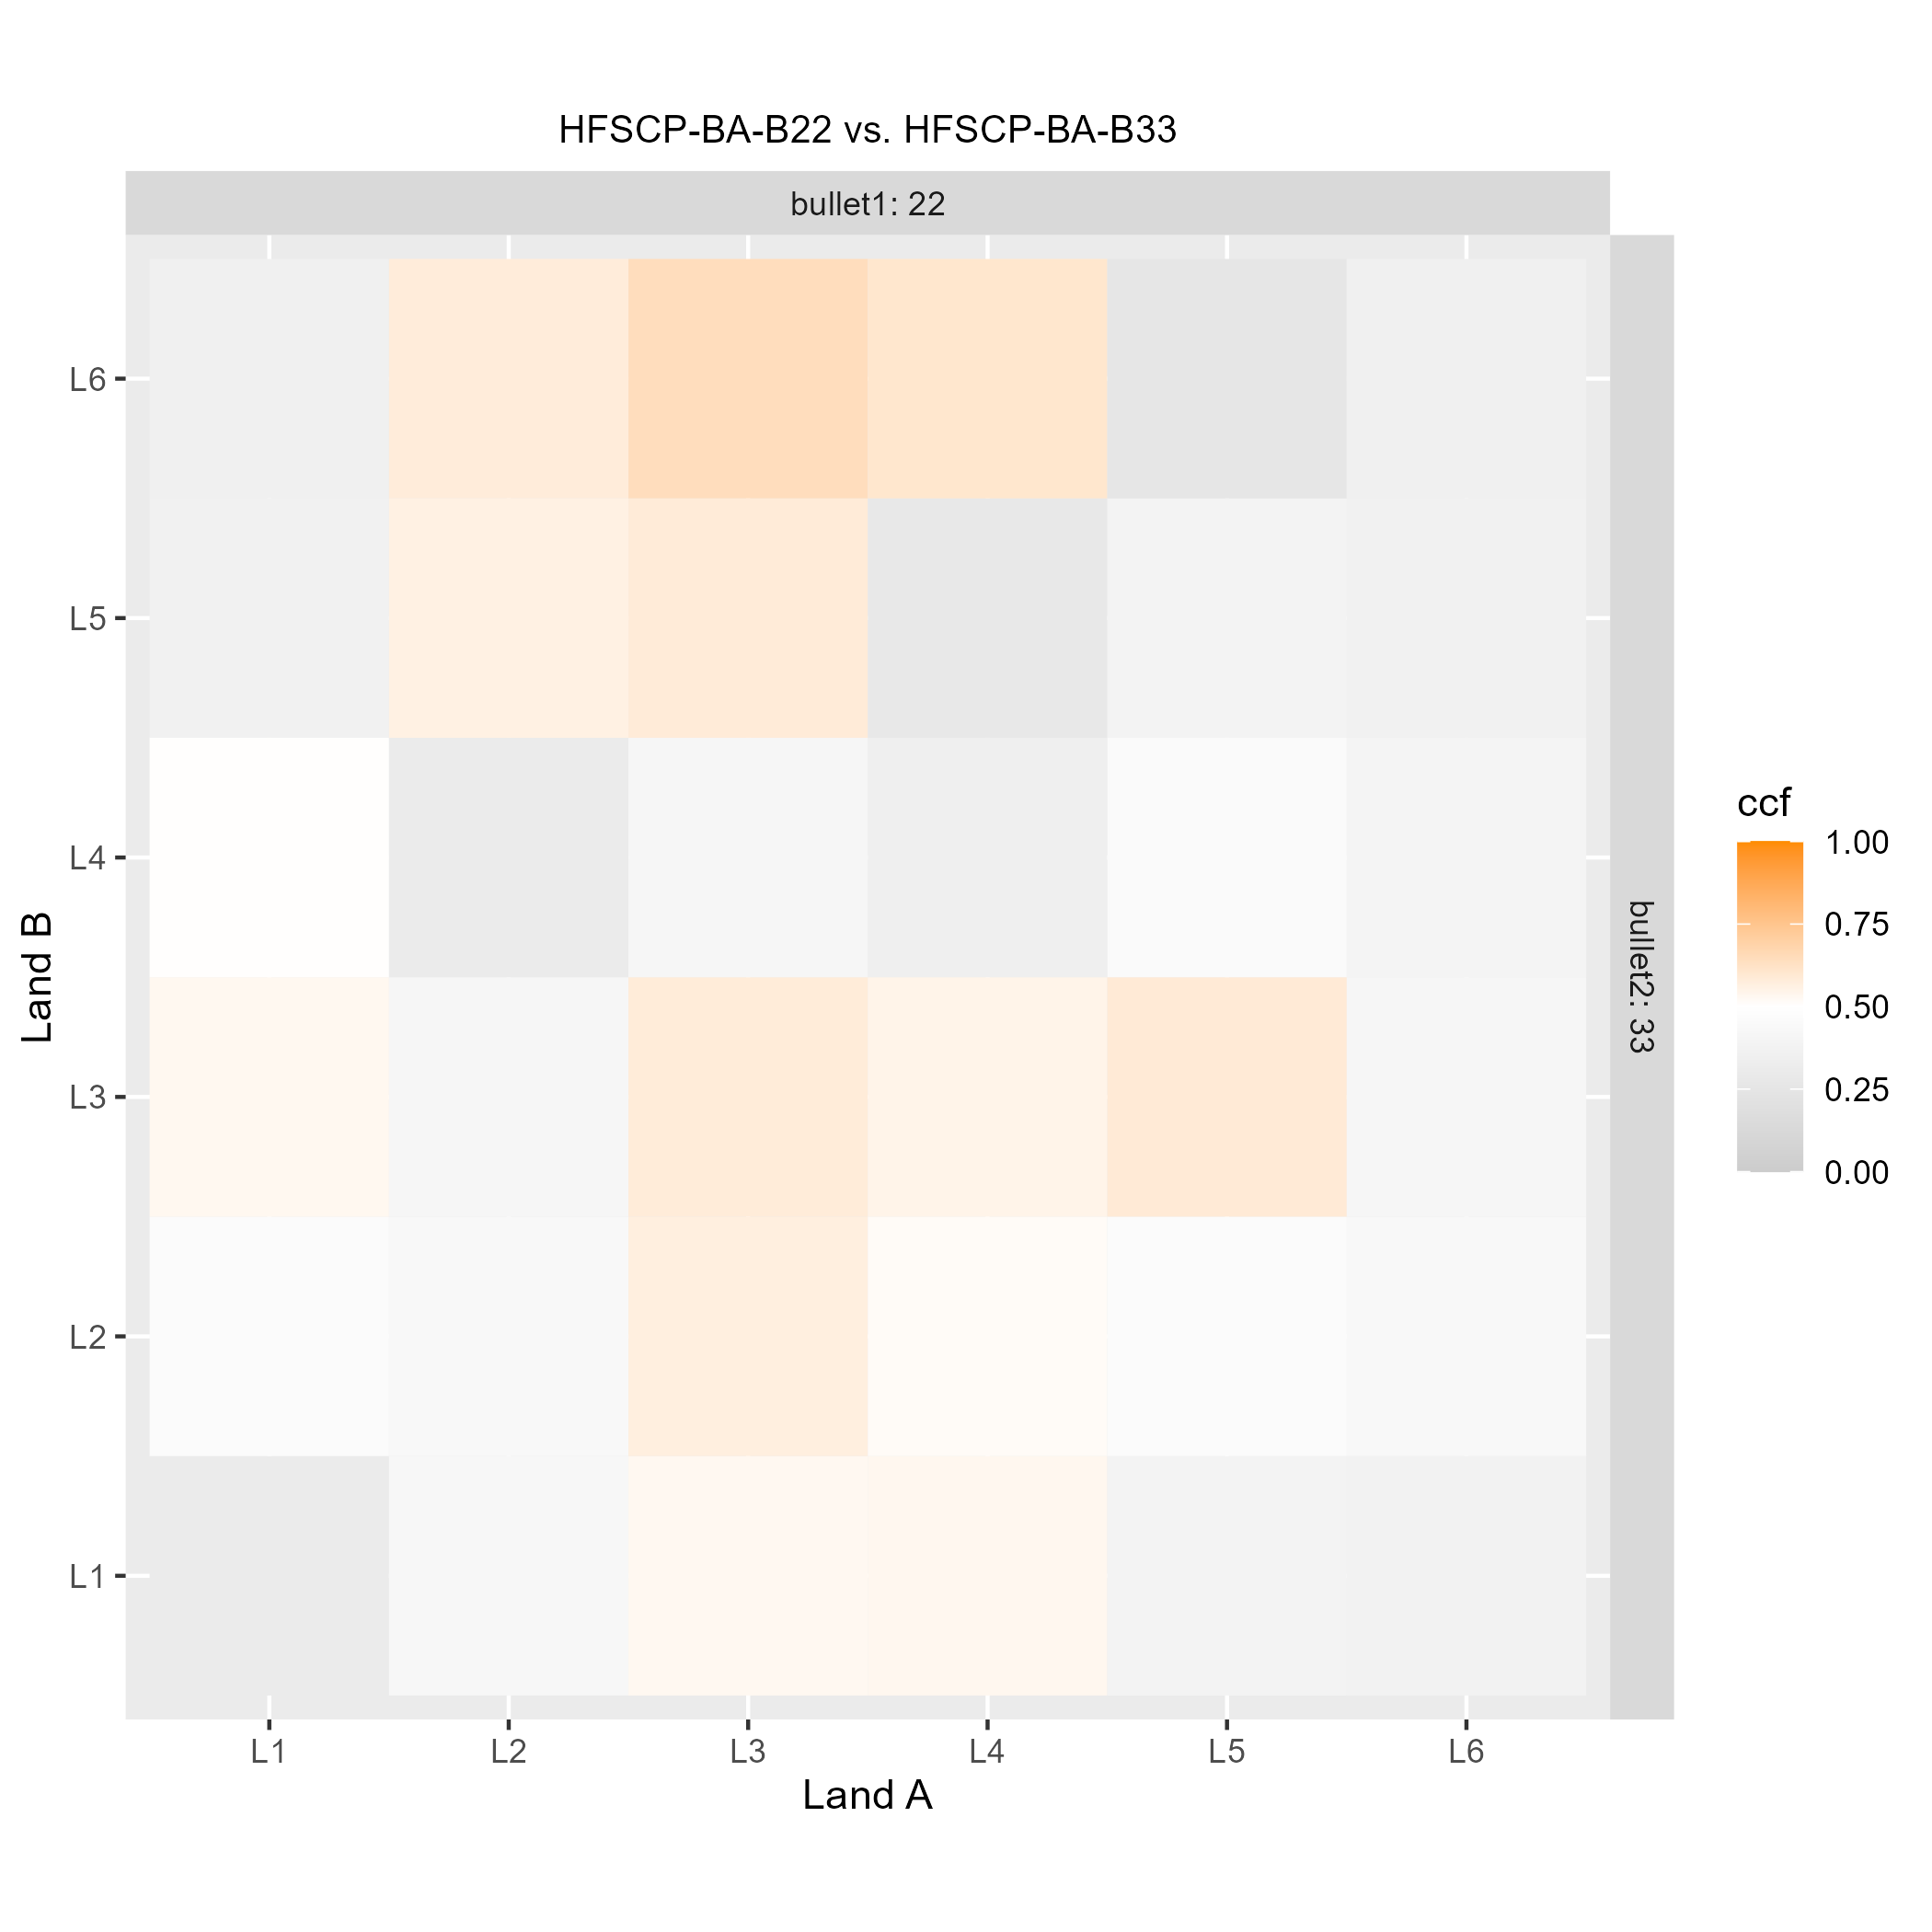 HFSCP-BA-B22 vs. HFSCP-BA-B33
bullet1: 22
L6
L5
L4
L3
L2
L1
Land B
bullet2: 33
L1 L2 L3 L4 L5 L6
Land A
ccf
1.00
0.75
0.50
0.25
0.00